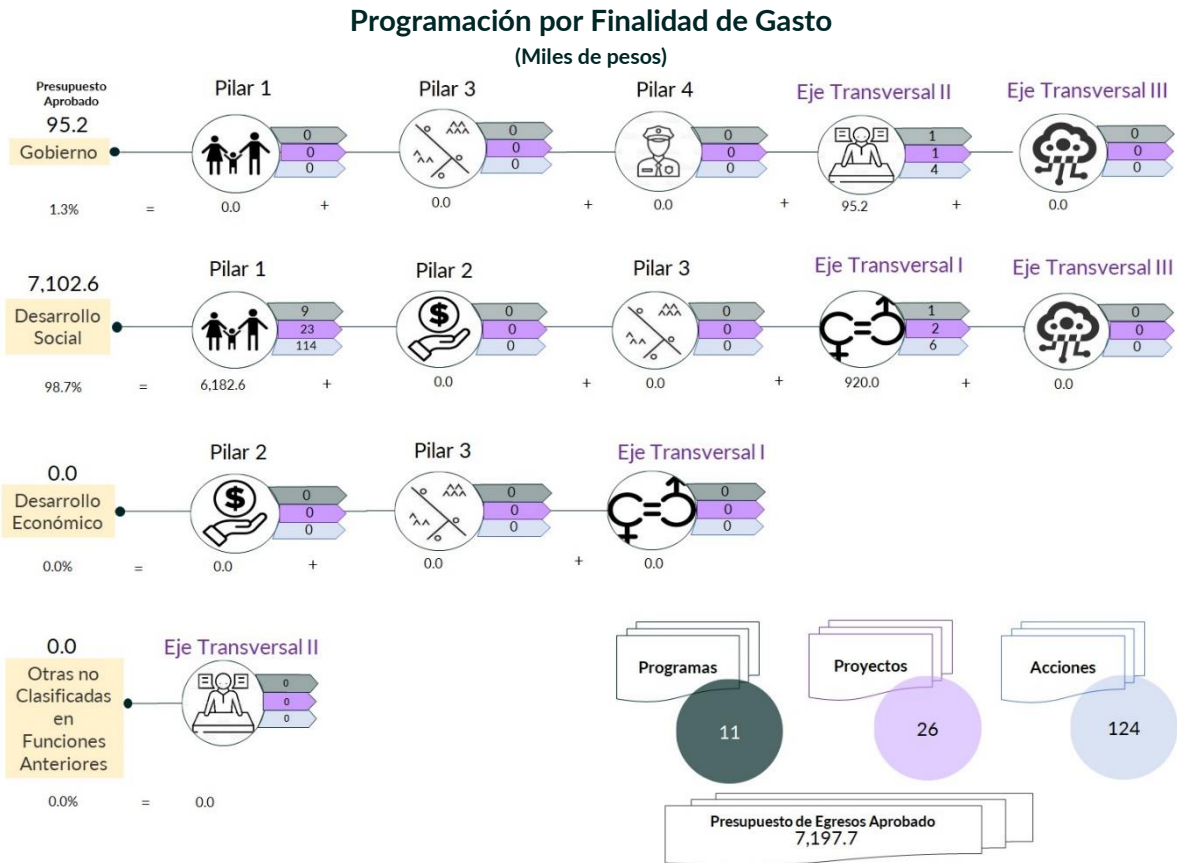 Programación por Finalidad de Gasto
(Miles de pesos)
Presupuesto
Aprobado
95.2
Gobierno
1.3%
=
Pilar 1
0
0
0
0.0
+
Pilar 3
0
0
0
0.0
+
Pilar 4
0
0
0
0.0
+
Eje Transversal II
1
1
4
95.2
+
Eje Transversal III
0
0
0
0.0
7,102.6
Desarrollo
Social
98.7%
=
Pilar 1
9
23
114
6,182.6
+
Pilar 2
$
0
0
0
0.0
+
Pilar 3
0
0
0
0.0
+
Eje Transversal I
1
2
6
920.0
+
Eje Transversal III
0
0
0
0.0
0.0
Desarrollo
Económico
0.0%
=
Pilar 2
$
0
0
0
0.0
+
Pilar 3
0
0
0
0.0
+
Eje Transversal I
0
0
0
0.0
0.0
Otras no
Clasificadas
en
Funciones
Anteriores
0.0%
=
Eje Transversal II
0
0
0
0.0
Programas
11
Proyectos
26
Acciones
124
Presupuesto de Egresos Aprobado
7,197.7